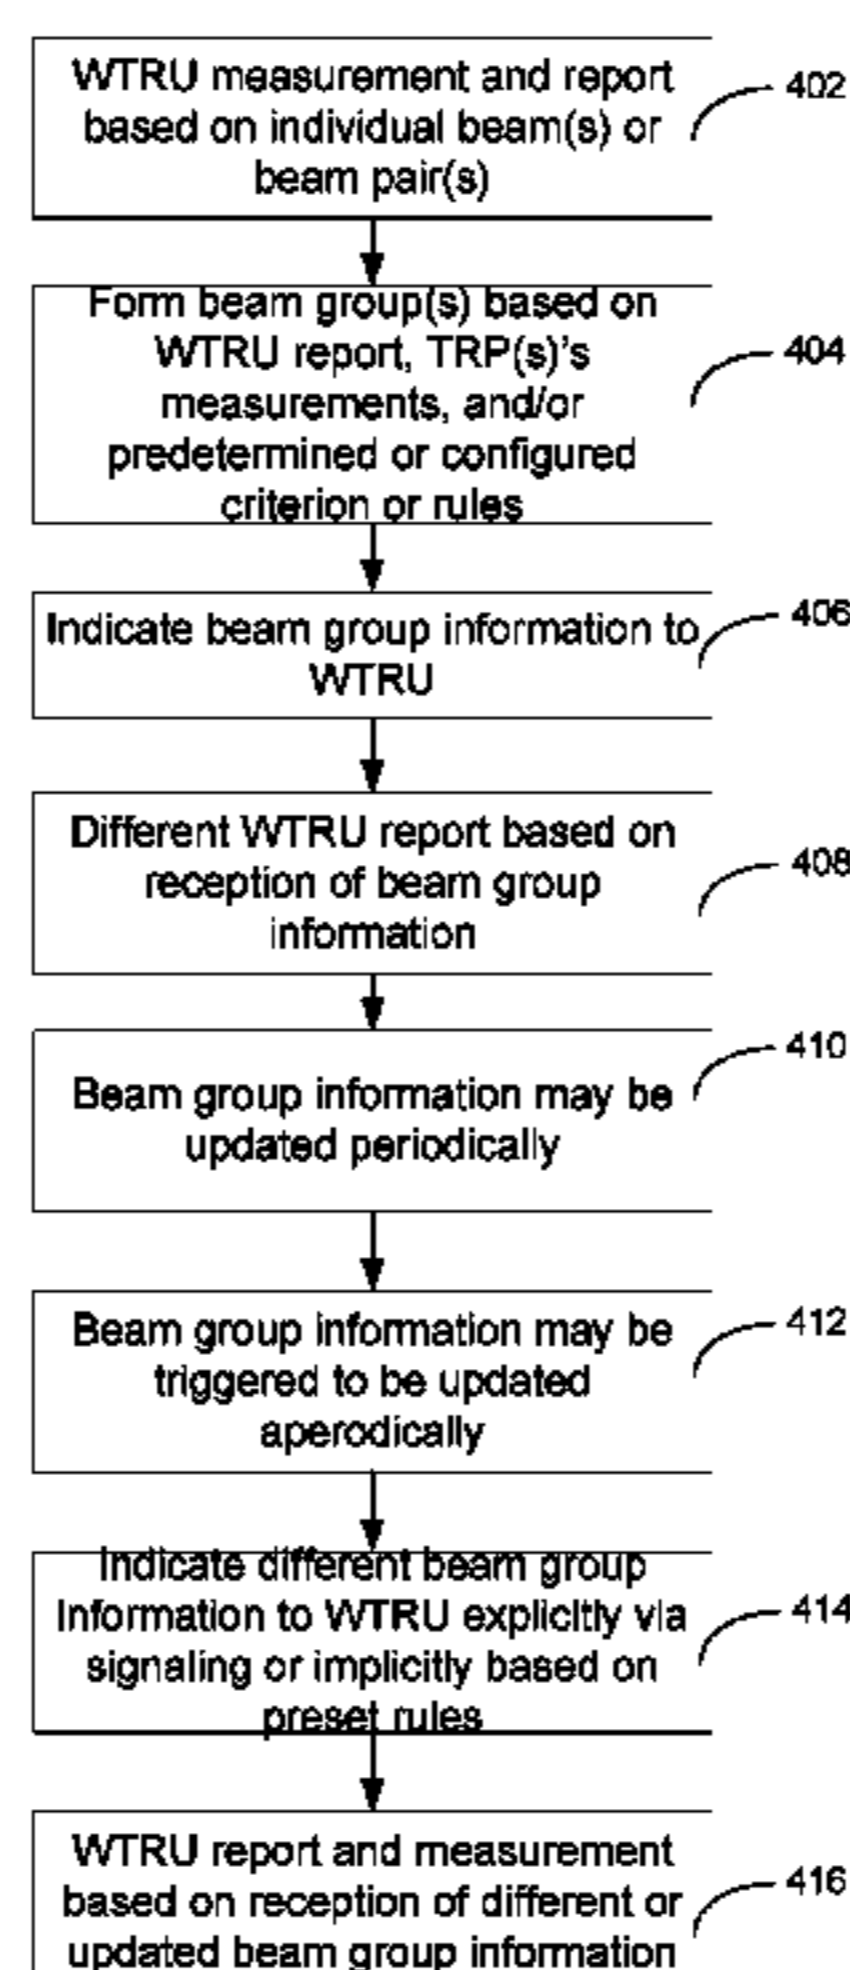 WTRU measurement and report
based on individual beam(s) or
beam pair(s)
402
Form beam group(s) based on
WTRU report, TRP(s)'s
measurements, and/or
predetermined or configured
criterion or rules
404
Indicate beam group information to
WTRU
406
Different WTRU report based on
reception of beam group
information
408
Beam group information may be
updated periodically
410
Beam group information may be
triggered to be updated
aperodically
412
Indicate different beam group
information to WTRU explicitly via
signaling or implicitly based on
preset rules
414
WTRU report and measurement
based on reception of different or
updated beam group information
416